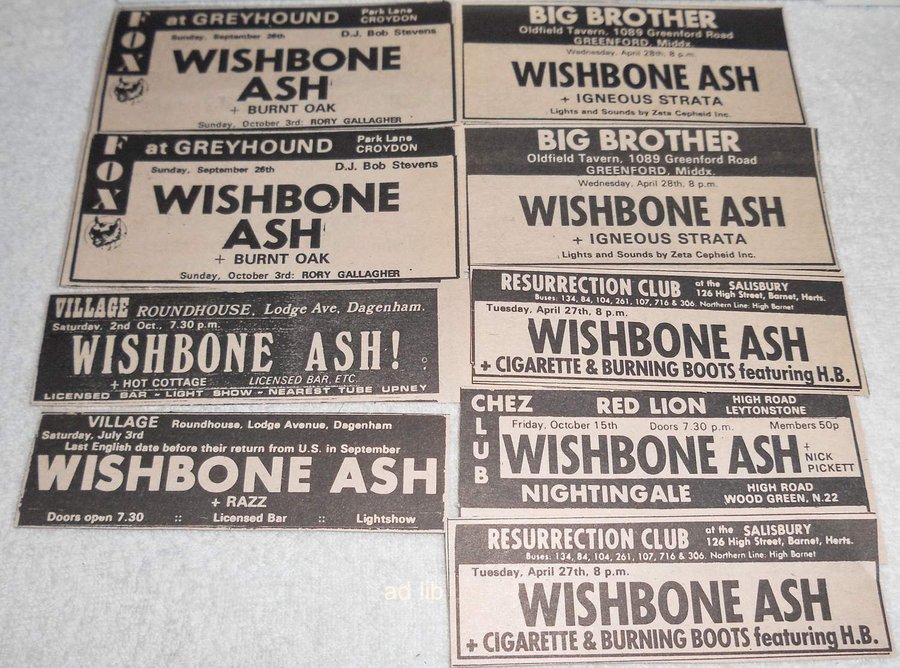 FOX
at GREYHOUND Park Lane CROYDON
Sunday, September 26th D.J. Bob Stevens
WISHBONE
ASH
+ BURNT OAK
Sunday, October 3rd: RORY GALLAGHER
FOX
at GREYHOUND Park Lane CROYDON
Sunday, September 26th D.J. Bob Stevens
WISHBONE
ASH
+ BURNT OAK
Sunday, October 3rd: RORY GALLAGHER
VILLAGE ROUNDHOUSE, Lodge Ave, Dagenham.
Saturday, 2nd Oct., 7.30 p.m.
WISHBONE ASH!
+ HOT COTTAGE LICENSED BAR, ETC.
LICENSED BAR - LIGHT SHOW - NEAREST TUBE UPNEY
VILLAGE Roundhouse, Lodge Avenue, Dagenham
Saturday, July 3rd
Last English date before their return from U.S. in September
WISHBONE ASH
+ RAZZ
Doors open 7.30 :: Licensed Bar :: Lightshow
BIG BROTHER
Oldfield Tavern, 1089 Greenford Road
GREENFORD, Middx.
Wednesday, April 28th, 8 p.m.
WISHBONE ASH
+ IGNEOUS STRATA
Lights and Sounds by Zeta Cepheid Inc.
BIG BROTHER
Oldfield Tavern, 1089 Greenford Road
GREENFORD, Middx.
Wednesday, April 28th, 8 p.m.
WISHBONE ASH
+ IGNEOUS STRATA
Lights and Sounds by Zeta Cepheid Inc.
RESURRECTION CLUB at the SALISBURY
126 High Street, Barnet, Herts.
Buses: 134, 84, 104, 261, 107, 716 & 306. Northern Line: High Barnet
Tuesday, April 27th, 8 p.m.
WISHBONE ASH
+ CIGARETTE & BURNING BOOTS featuring H.B.
CHEZ RED LION HIGH ROAD LEYTONSTONE
CLUB
Friday, October 15th Doors 7.30 p.m. Members 50p
WISHBONE ASH + NICK PICKETT
NIGHTINGALE HIGH ROAD WOOD GREEN, N.22
RESURRECTION CLUB at the SALISBURY
126 High Street, Barnet, Herts.
Buses: 134, 84, 104, 261, 107, 716 & 306. Northern Line: High Barnet
Tuesday, April 27th, 8 p.m.
WISHBONE ASH
+ CIGARETTE & BURNING BOOTS featuring H.B.
ad lib